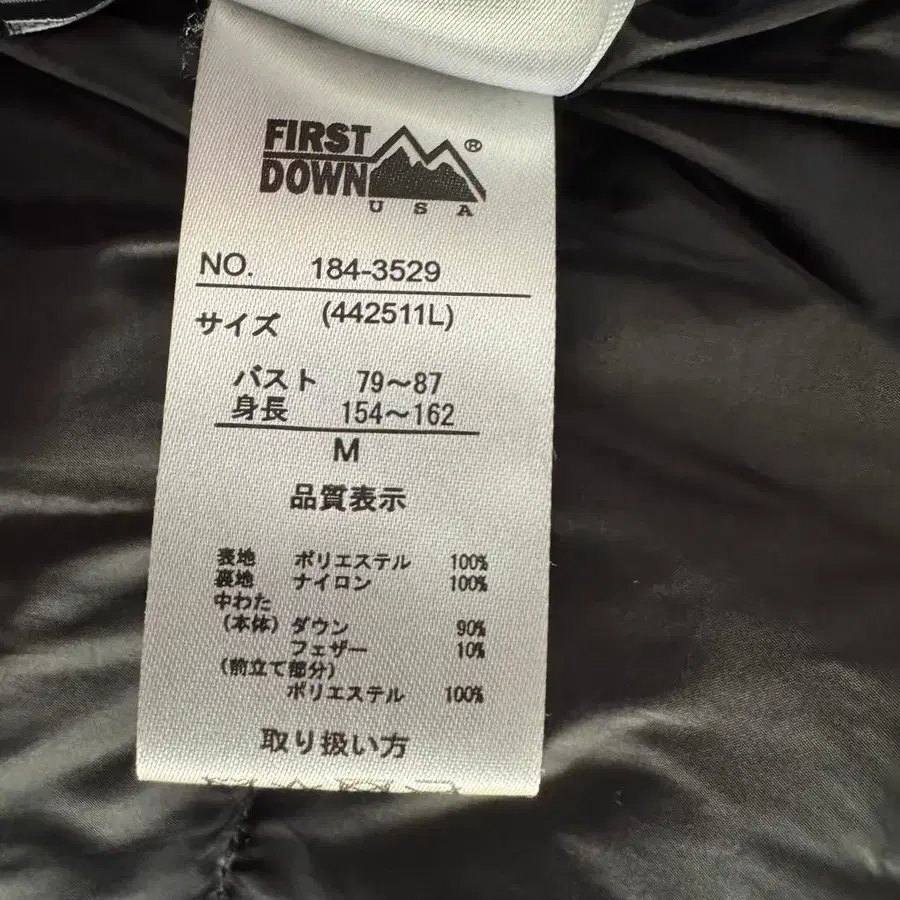 FIRST
DOWN
®
USA
NO. 184-3529
サイズ (442511L)
バスト 79〜87
身長 154〜162
M
品質表示
表地 ポリエステル 100%
裏地 ナイロン 100%
中わた
(本体) ダウン 90%
フェザー 10%
(前立て部分)
ポリエステル 100%
取り扱い方